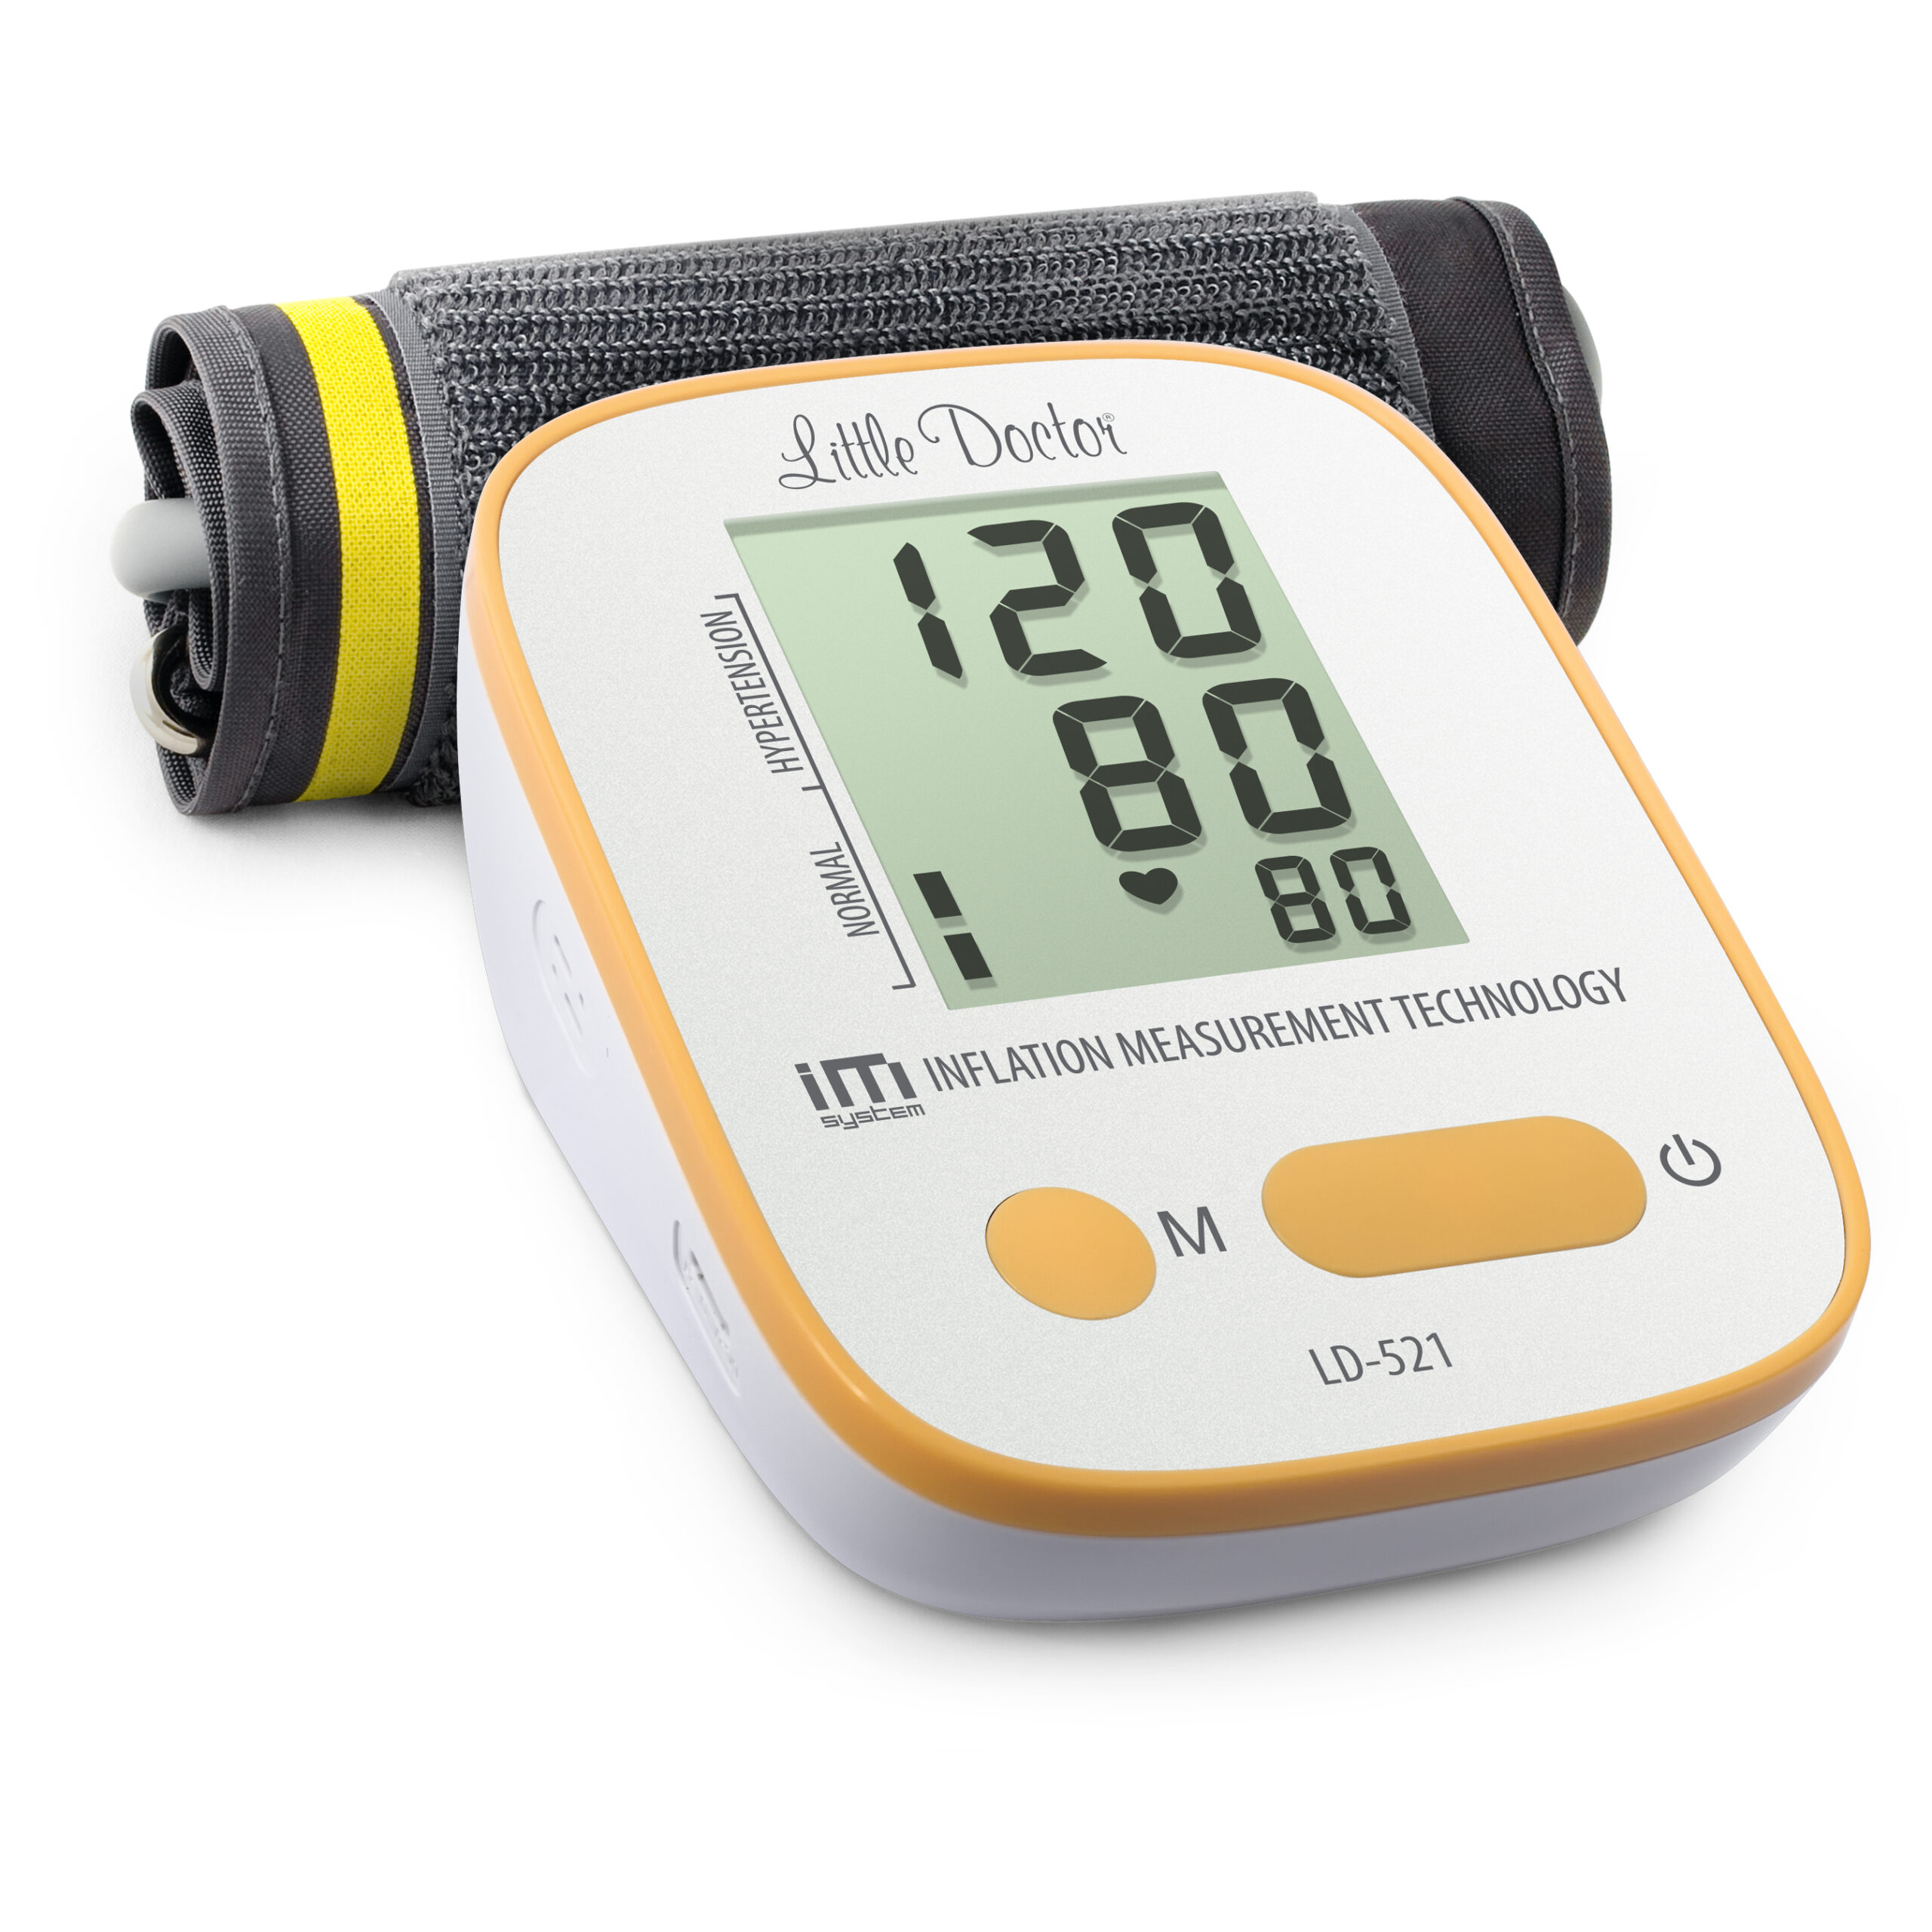 Little Doctor®
120
80
80
HYPERTENSION
NORMAL
im system INFLATION MEASUREMENT TECHNOLOGY
M
LD-521